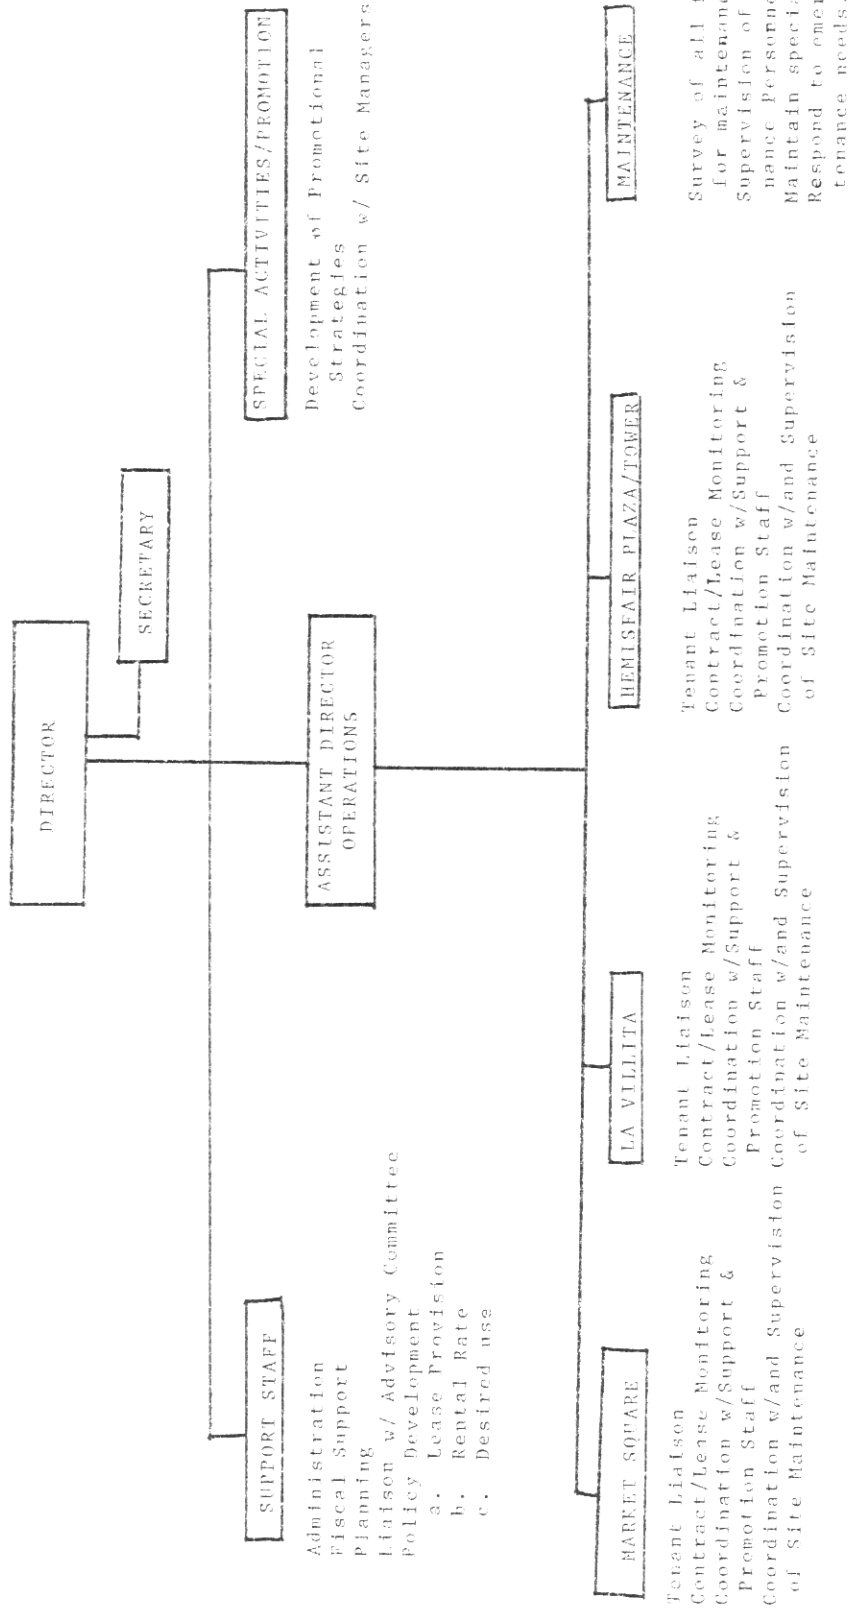 DIRECTOR
SECRETARY
SUPPORT STAFF
Administration
Fiscal Support
Planning
Liaison w/ Advisory Committee
Policy Development
a. Lease Provision
b. Rental Rate
c. Desired use
SPECIAL ACTIVITIES/PROMOTION
Development of Promotional
Strategies
Coordination w/ Site Managers
ASSISTANT DIRECTOR
OPERATIONS
MARKET SQUARE
Tenant Liaison
Contract/Lease Monitoring
Coordination w/Support &
Promotion Staff
Coordination w/and Supervision
of Site Maintenance
LA VILLITA
Tenant Liaison
Contract/Lease Monitoring
Coordination w/Support &
Promotion Staff
Coordination w/and Supervision
of Site Maintenance
HEMISFAIR PLAZA/TOWER
Tenant Liaison
Contract/Lease Monitoring
Coordination w/Support &
Promotion Staff
Coordination w/and Supervision
of Site Maintenance
MAINTENANCE
Survey of all
for maintenance
Supervision of
nance Personne
Maintain specia
Respond to emer
tenance needs.